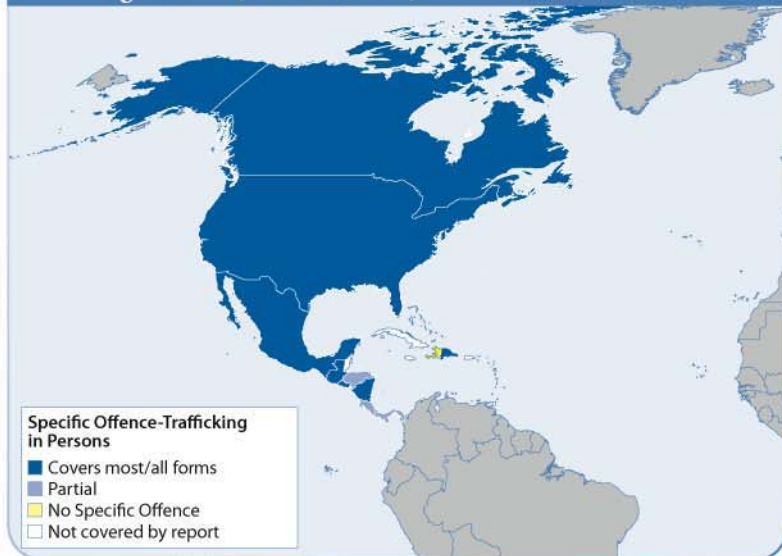 Specific Offence-Trafficking
in Persons
Covers most/all forms
Partial
No Specific Offence
Not covered by report